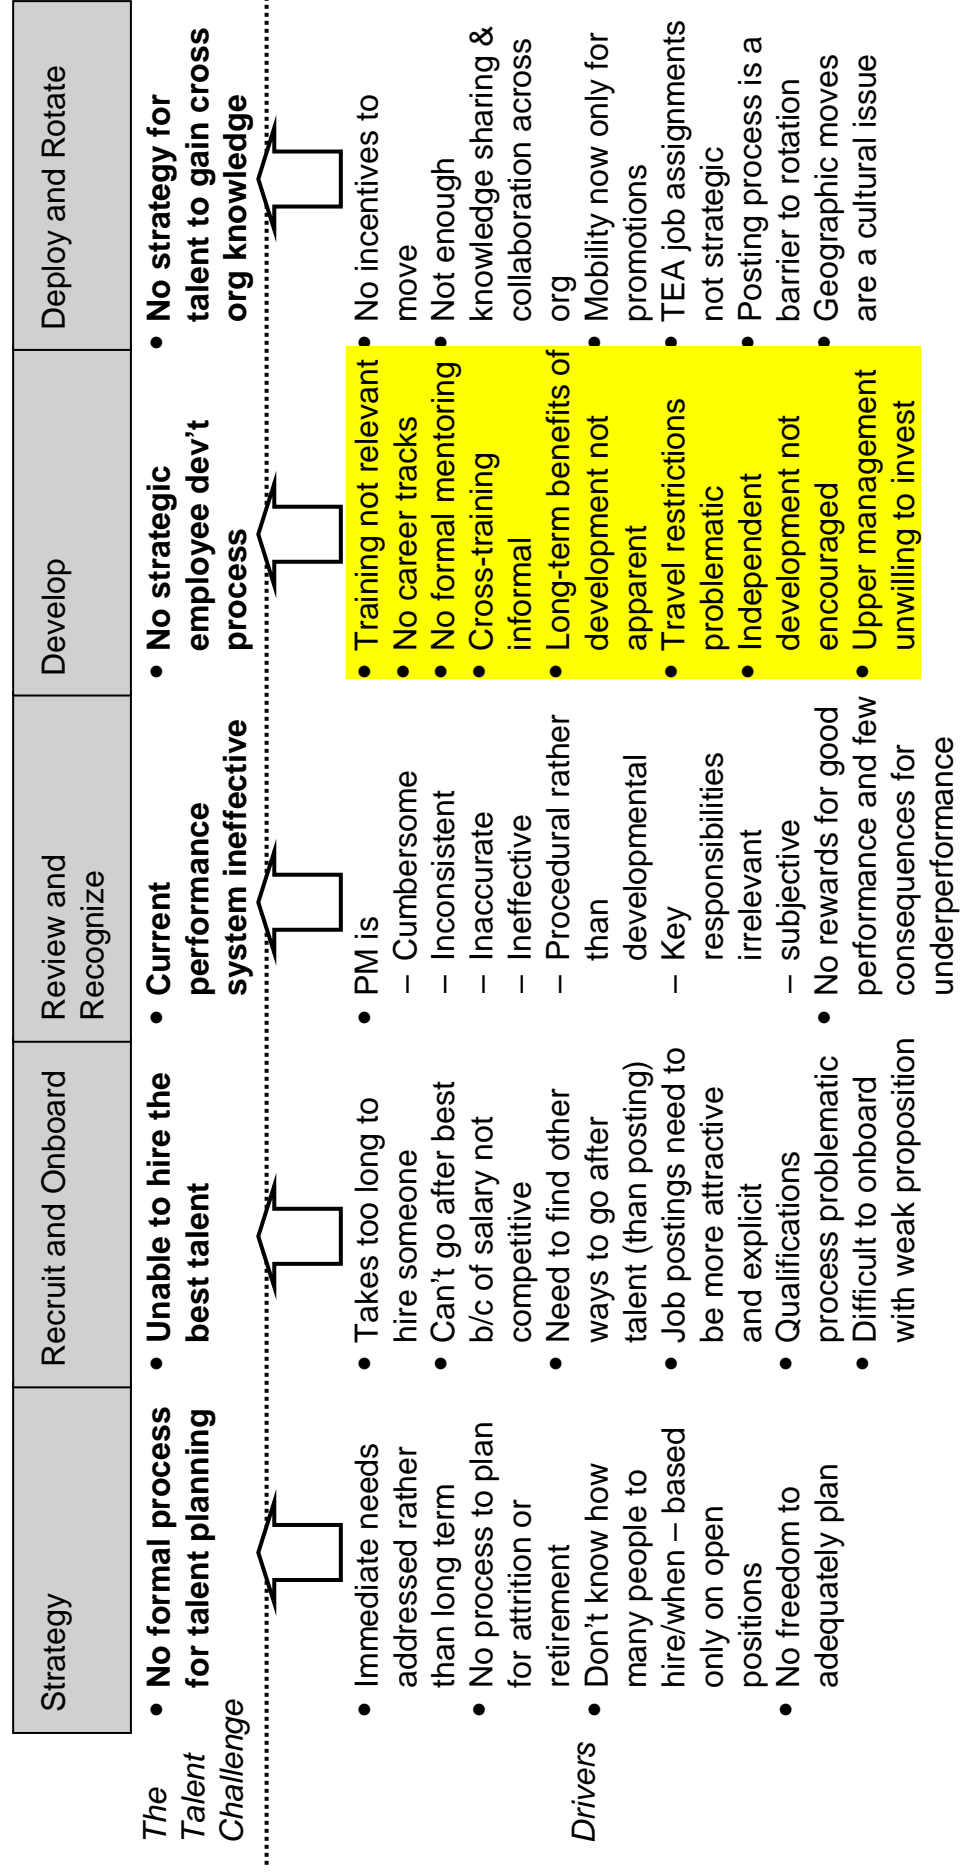 Strategy
Recruit and Onboard
Review and
Recognize
Develop
Deploy and Rotate
The
Talent
Challenge
• No formal process
for talent planning
• Unable to hire the
best talent
• Current
performance
system ineffective
• No strategic
employee dev't
process
• No strategy for
talent to gain cross
org knowledge
Drivers
• Immediate needs
addressed rather
than long term
• No process to plan
for attrition or
retirement
• Don't know how
many people to
hire/when – based
only on open
positions
• No freedom to
adequately plan
• Takes too long to
hire someone
• Can't go after best
b/c of salary not
competitive
• Need to find other
ways to go after
talent (than posting)
• Job postings need to
be more attractive
and explicit
• Qualifications
process problematic
• Difficult to onboard
with weak proposition
• PM is
– Cumbersome
– Inconsistent
– Inaccurate
– Ineffective
– Procedural rather
than
developmental
– Key
responsibilities
irrelevant
– subjective
• No rewards for good
performance and few
consequences for
underperformance
• Training not relevant
• No career tracks
• No formal mentoring
• Cross-training
informal
• Long-term benefits of
development not
apparent
• Travel restrictions
problematic
• Independent
development not
encouraged
• Upper management
unwilling to invest
• No incentives to
move
• Not enough
knowledge sharing &
collaboration across
org
• Mobility now only for
promotions
• TEA job assignments
not strategic
• Posting process is a
barrier to rotation
• Geographic moves
are a cultural issue